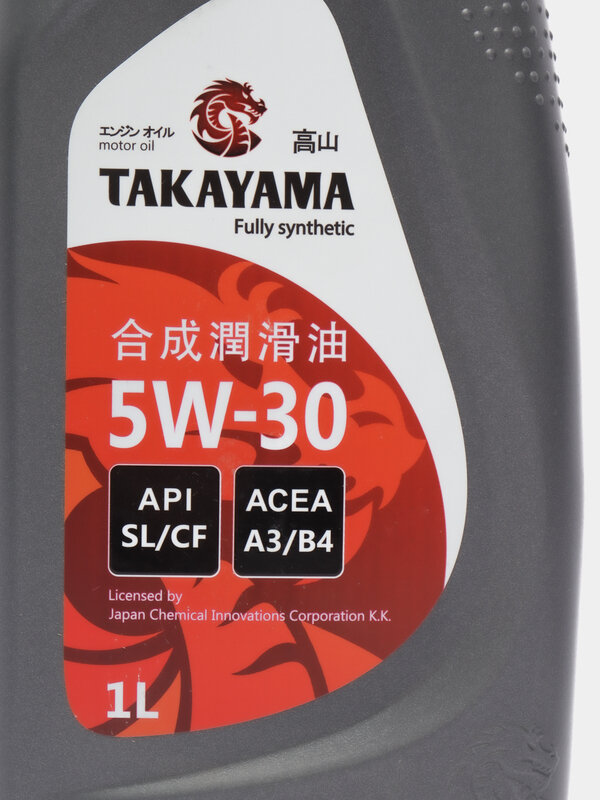 エンジン オイル
motor oil
高山
TAKAYAMA
Fully synthetic
合成潤滑油
5W-30
API
SL/CF
ACEA
A3/B4
Licensed by
Japan Chemical Innovations Corporation K.K.
1L